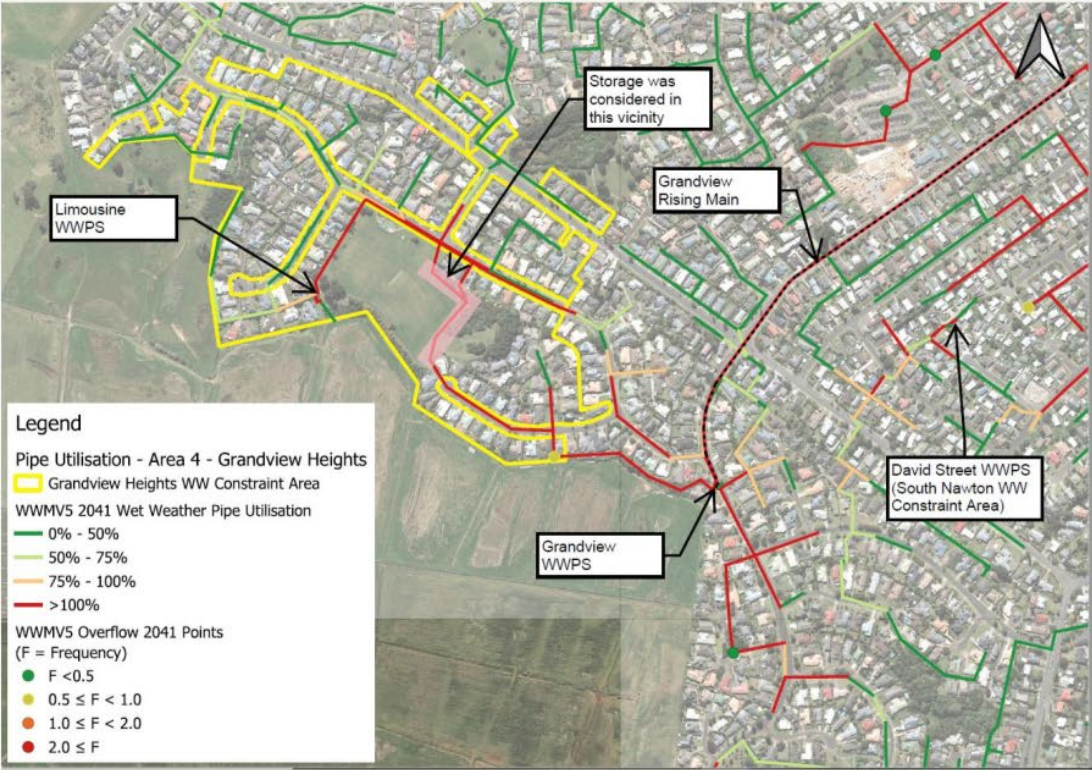 Storage was
considered in
this vicinity
Grandview
Rising Main
Limousine
WWPS
Legend
Pipe Utilisation - Area 4 - Grandview Heights
Grandview Heights WW Constraint Area
WWMV5 2041 Wet Weather Pipe Utilisation
0% - 50%
50% - 75%
75% - 100%
>100%
WWMV5 Overflow 2041 Points
(F = Frequency)
F <0.5
0.5 ≤ F < 1.0
1.0 ≤ F < 2.0
2.0 ≤ F
David Street WWPS
(South Nawton WW
Constraint Area)
Grandview
WWPS